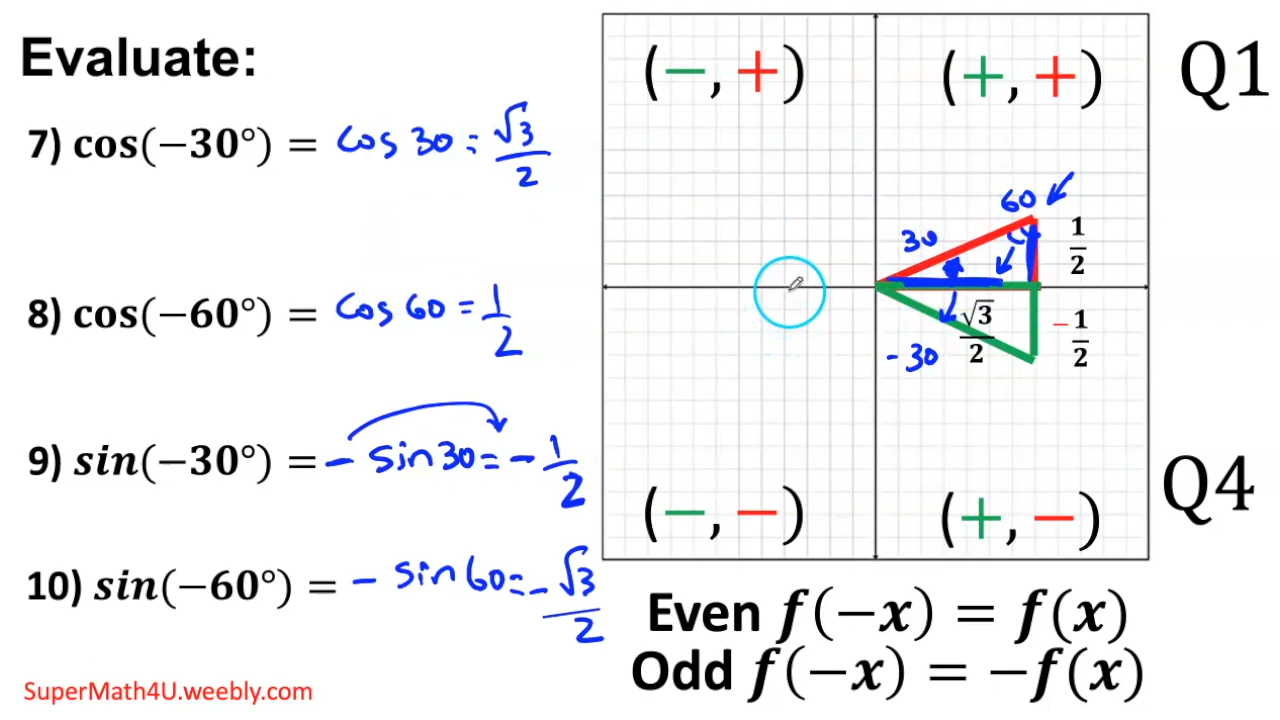 Evaluate:
7) cos(−30°) = cos 30 = √3/2
8) cos(−60°) = cos 60 = 1/2
9) sin(−30°) = − sin 30 = − 1/2
10) sin(−60°) = − sin 60 = − √3/2
SuperMath4U.weebly.com
(−, +)
(+, +)
Q1
60
30
1/2
√3/2
− 1/2
- 30
(−, −)
(+, −)
Q4
Even f(−x) = f(x)
Odd f(−x) = −f(x)